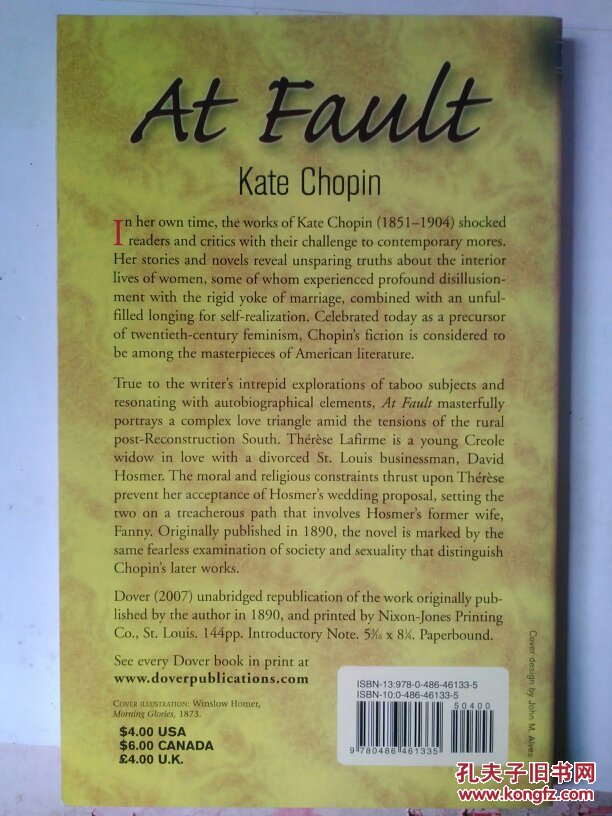 At Fault
Kate Chopin
In her own time, the works of Kate Chopin (1851–1904) shocked
readers and critics with their challenge to contemporary mores.
Her stories and novels reveal unsparing truths about the interior
lives of women, some of whom experienced profound disillusion-
ment with the rigid yoke of marriage, combined with an unful-
filled longing for self-realization. Celebrated today as a precursor
of twentieth-century feminism, Chopin's fiction is considered to
be among the masterpieces of American literature.
True to the writer's intrepid explorations of taboo subjects and
resonating with autobiographical elements, At Fault masterfully
portrays a complex love triangle amid the tensions of the rural
post-Reconstruction South. Thérèse Lafirme is a young Creole
widow in love with a divorced St. Louis businessman, David
Hosmer. The moral and religious constraints thrust upon Thérèse
prevent her acceptance of Hosmer's wedding proposal, setting the
two on a treacherous path that involves Hosmer's former wife,
Fanny. Originally published in 1890, the novel is marked by the
same fearless examination of society and sexuality that distinguish
Chopin's later works.
Dover (2007) unabridged republication of the work originally pub-
lished by the author in 1890, and printed by Nixon-Jones Printing
Co., St. Louis. 144pp. Introductory Note. 5³⁄₁₆ x 8¼. Paperbound.
See every Dover book in print at
www.doverpublications.com
COVER ILLUSTRATION: Winslow Homer,
Morning Glories, 1873.
$4.00 USA
$6.00 CANADA
£4.00 U.K.
ISBN-13:978-0-486-46133-5
ISBN-10:0-486-46133-5
50400
9 780486 461335
Cover design by John M. Alves
孔夫子旧书网
www.kongfz.com